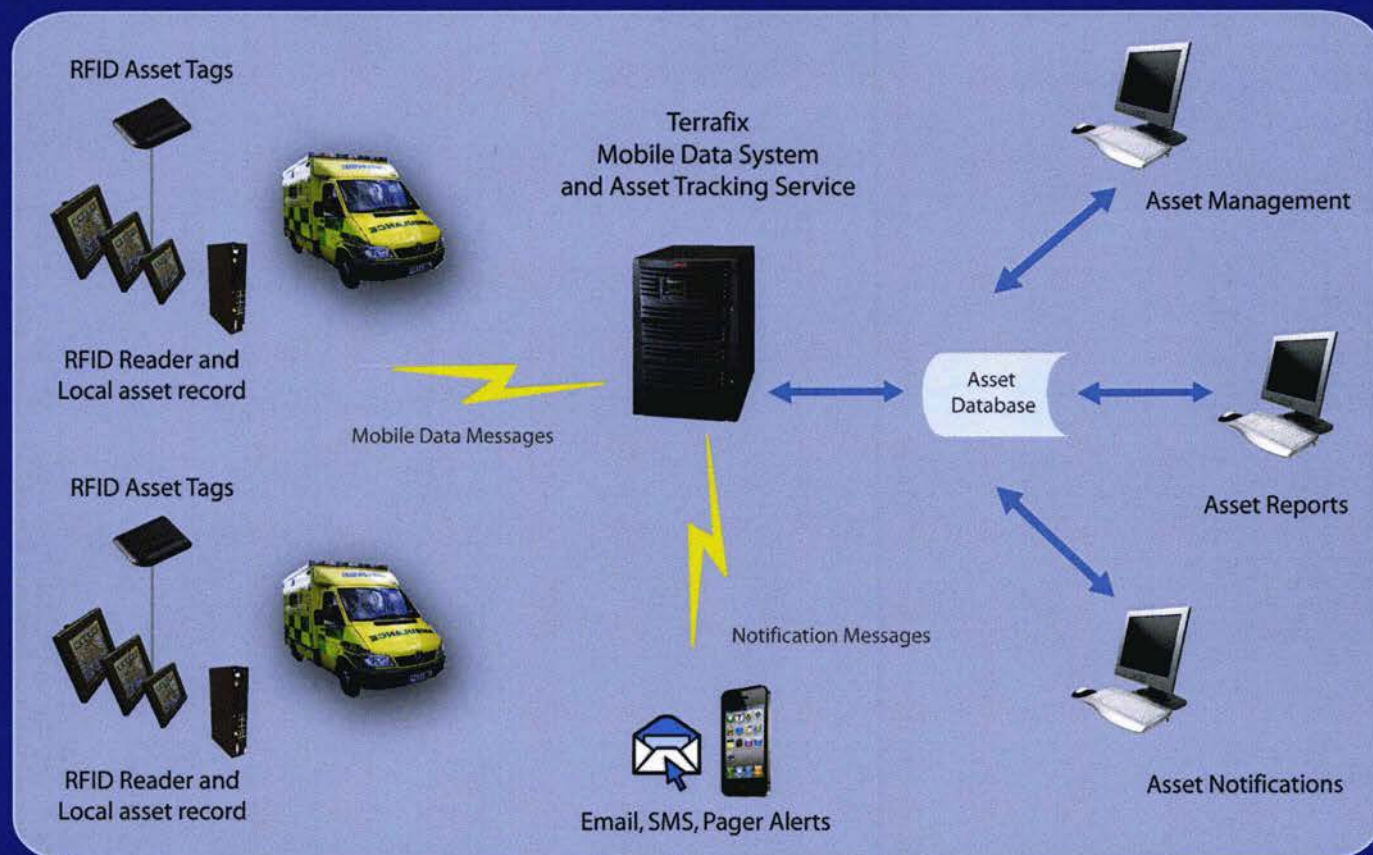 RFID Asset Tags
RFID Reader and
Local asset record
RFID Asset Tags
RFID Reader and
Local asset record
Terrafix
Mobile Data System
and Asset Tracking Service
Mobile Data Messages
Notification Messages
Email, SMS, Pager Alerts
Asset
Database
Asset Management
Asset Reports
Asset Notifications